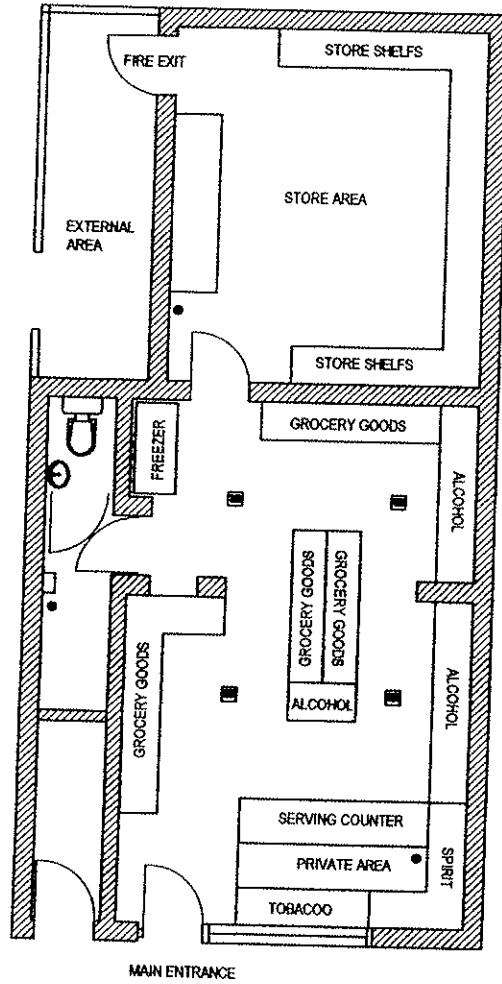 STORE SHELFS
FIRE EXIT
STORE AREA
EXTERNAL
AREA
STORE SHELFS
GROCERY GOODS
FREEZER
ALCOHOL
GROCERY GOODS
GROCERY GOODS
ALCOHOL
GROCERY GOODS
ALCOHOL
SERVING COUNTER
PRIVATE AREA
SPIRIT
TOBACOO
MAIN ENTRANCE